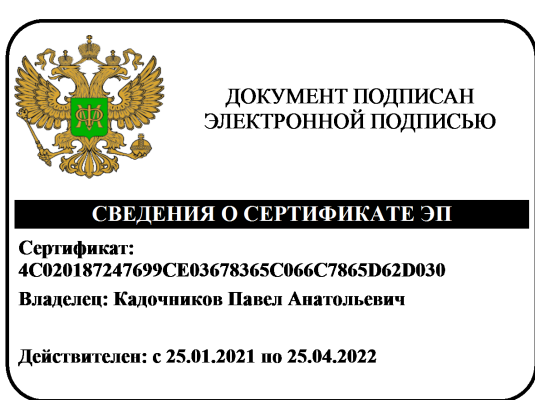 ДОКУМЕНТ ПОДПИСАН
ЭЛЕКТРОННОЙ ПОДПИСЬЮ
СВЕДЕНИЯ О СЕРТИФИКАТЕ ЭП
Сертификат:
4C020187247699CE03678365C066C7865D62D030
Владелец: Кадочников Павел Анатольевич
Действителен: с 25.01.2021 по 25.04.2022